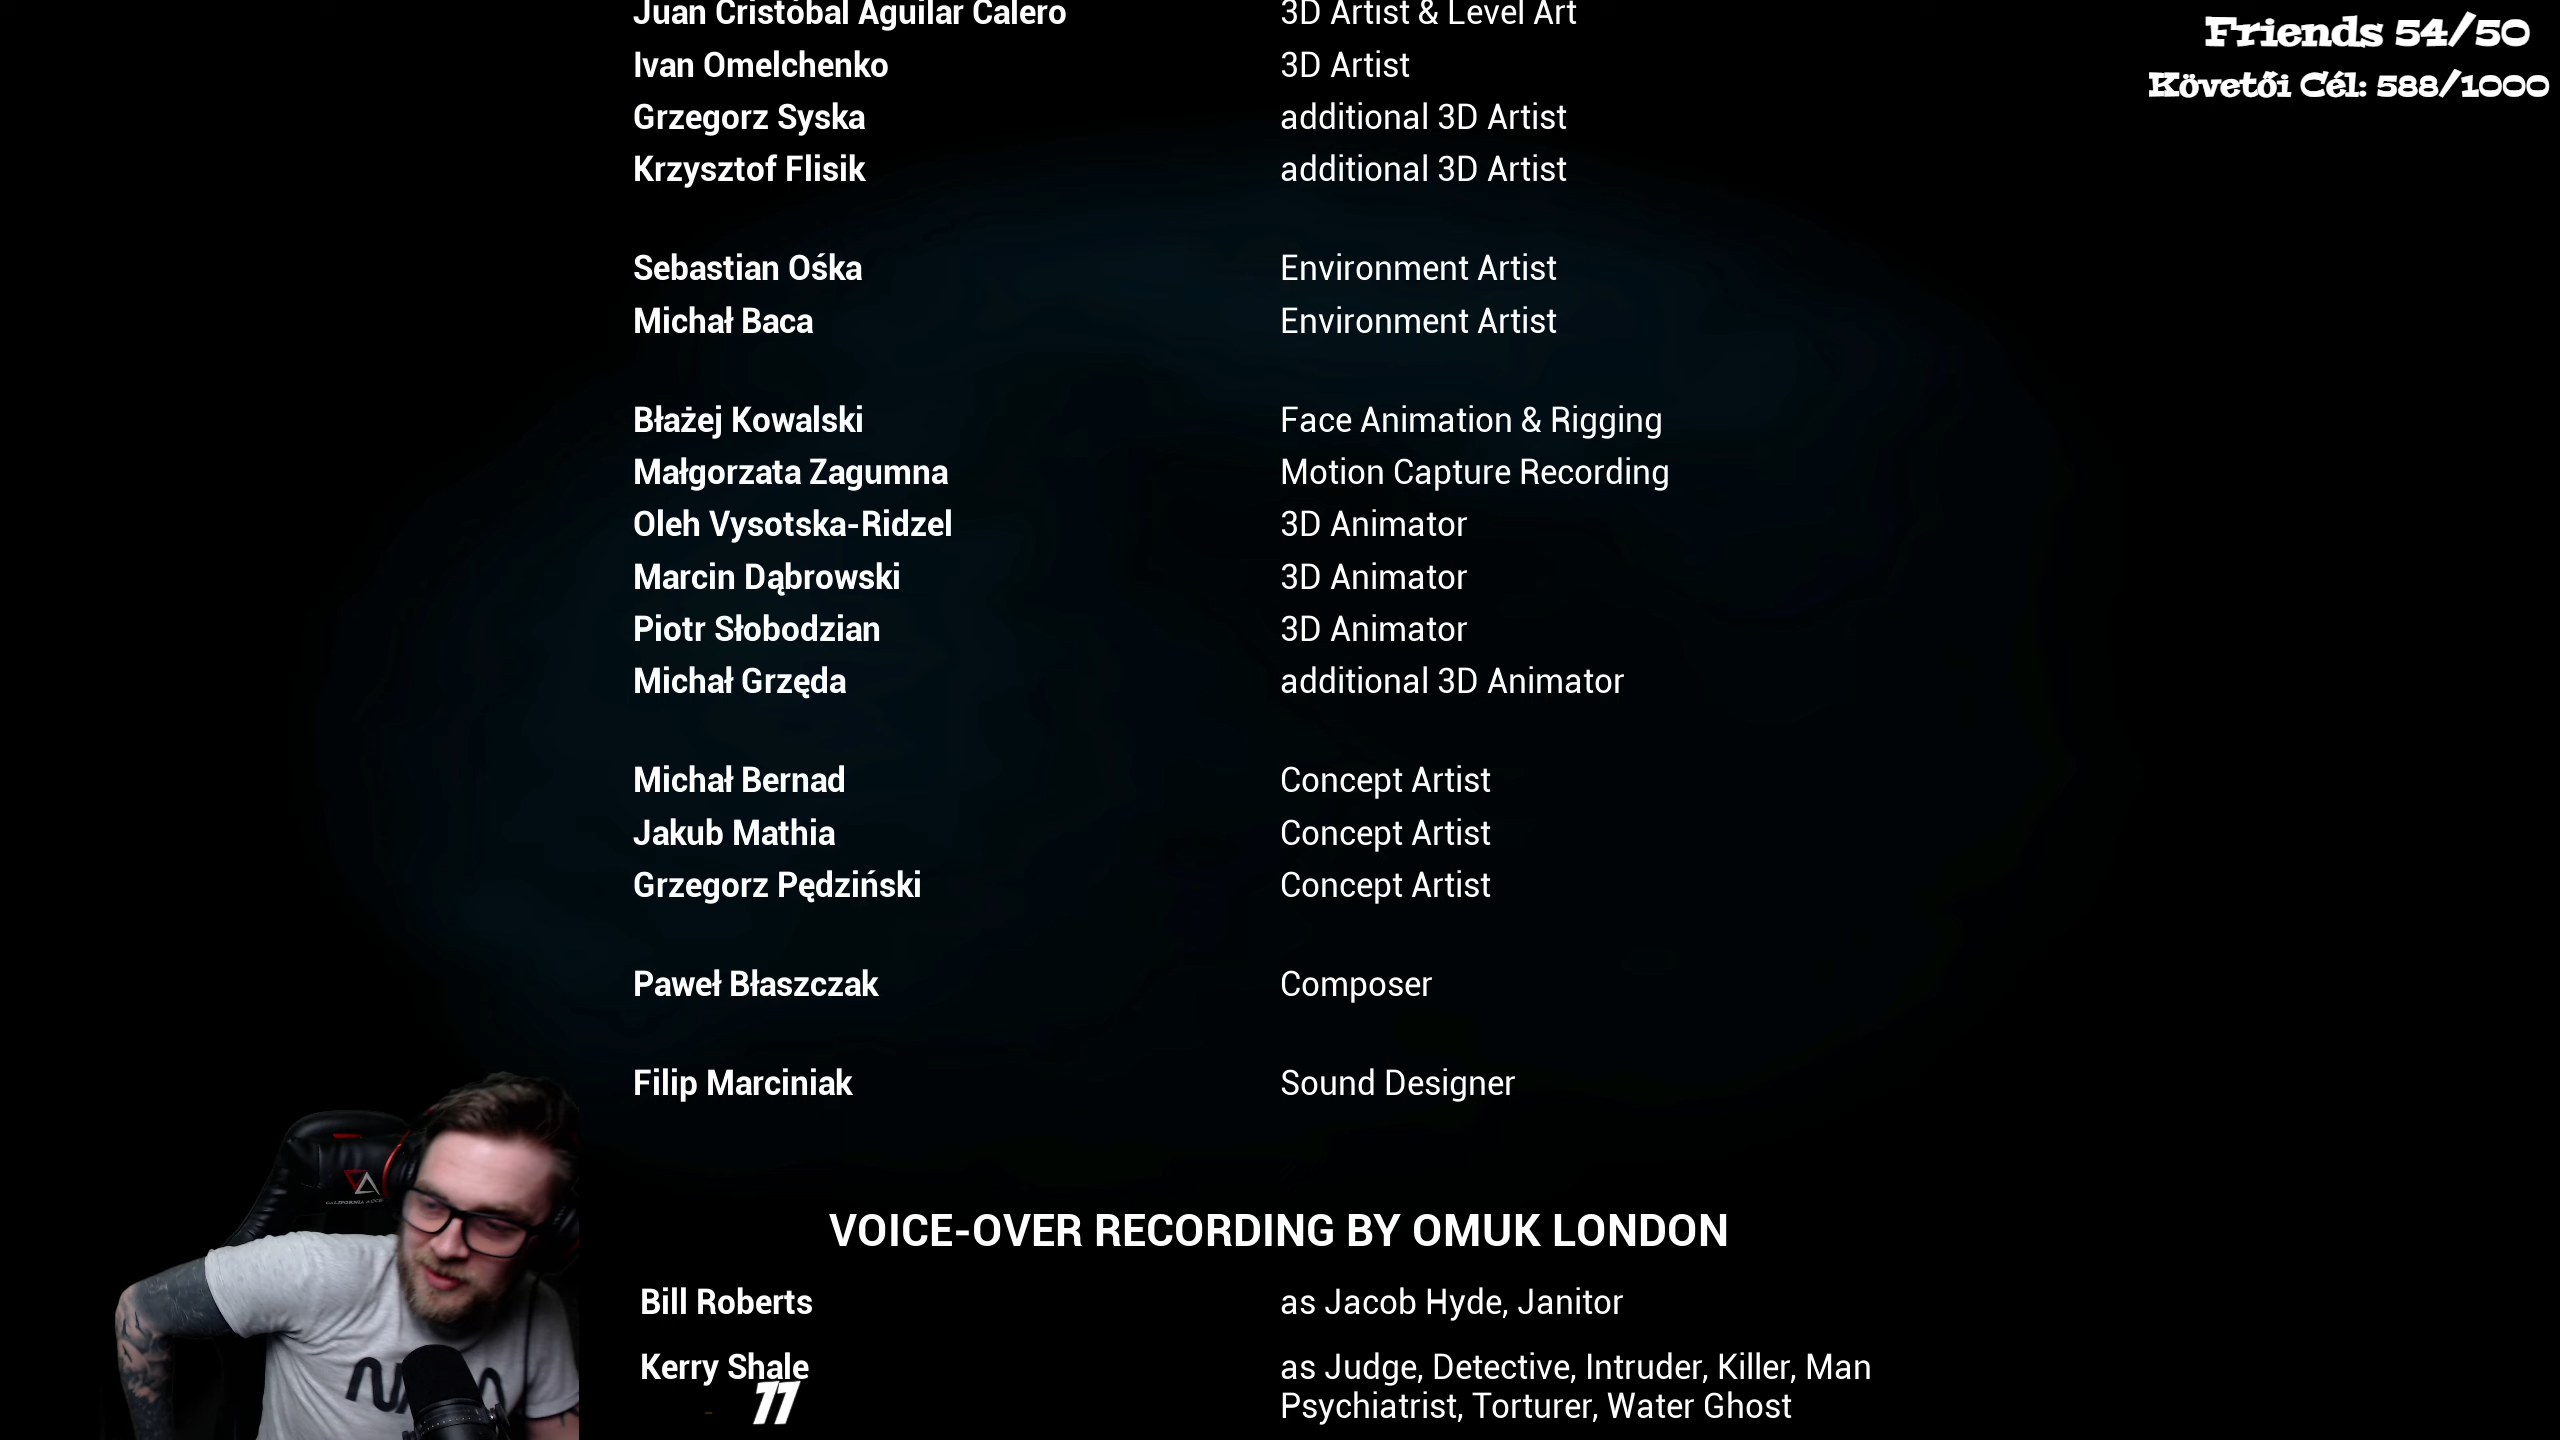 Juan Cristóbal Aguilar Calero 3D Artist & Level Art
Friends 54/50
Ivan Omelchenko 3D Artist
Követői Cél: 588/1000
Grzegorz Syska additional 3D Artist
Krzysztof Flisik additional 3D Artist
Sebastian Ośka Environment Artist
Michał Baca Environment Artist
Błażej Kowalski Face Animation & Rigging
Małgorzata Zagumna Motion Capture Recording
Oleh Vysotska-Ridzel 3D Animator
Marcin Dąbrowski 3D Animator
Piotr Słobodzian 3D Animator
Michał Grzęda additional 3D Animator
Michał Bernad Concept Artist
Jakub Mathia Concept Artist
Grzegorz Pędziński Concept Artist
Paweł Błaszczak Composer
Filip Marciniak Sound Designer
VOICE-OVER RECORDING BY OMUK LONDON
Bill Roberts as Jacob Hyde, Janitor
Kerry Shale as Judge, Detective, Intruder, Killer, Man
Psychiatrist, Torturer, Water Ghost
77
NASA